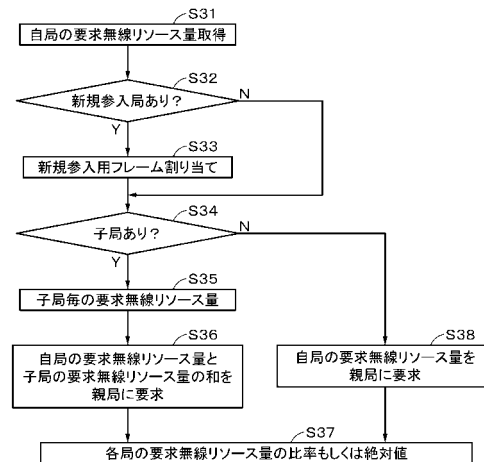 S31
自局の要求無線リソース量取得
S32
新規参入局あり?
N
Y
S33
新規参入用フレーム割り当て
S34
子局あり?
N
Y
S35
子局毎の要求無線リソース量
S36
自局の要求無線リソース量と
子局の要求無線リソース量の和を
親局に要求
S38
自局の要求無線リソース量を
親局に要求
S37
各局の要求無線リソース量の比率もしくは絶対値